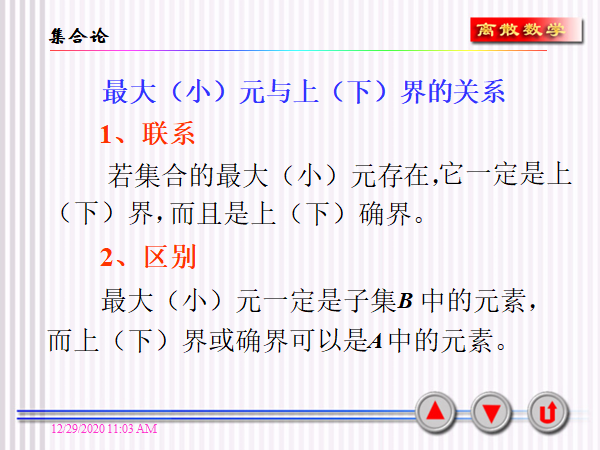 集合论
离散数学
最大（小）元与上（下）界的关系
1、联系
若集合的最大（小）元存在，它一定是上
（下）界，而且是上（下）确界。
2、区别
最大（小）元一定是子集B中的元素，
而上（下）界或确界可以是A中的元素。
12/29/2020 11:03 AM